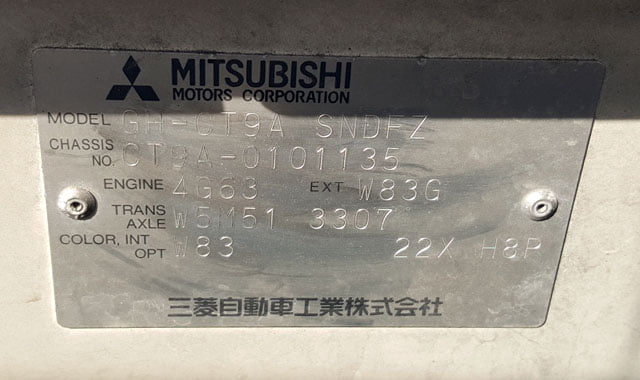 MITSUBISHI
MOTORS CORPORATION
MODEL GH-CT9A SNDFZ
CHASSIS NO. CT9A-0101135
ENGINE 4G63 EXT W83G
TRANS AXLE W5M51 3307
COLOR, INT OPT W83 22X H8P
三菱自動車工業株式会社